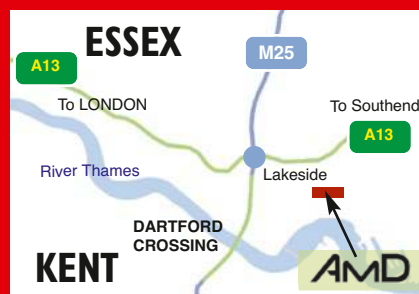 ESSEX
M25
A13
To LONDON
To Southend
A13
River Thames
Lakeside
DARTFORD
CROSSING
KENT
AMD